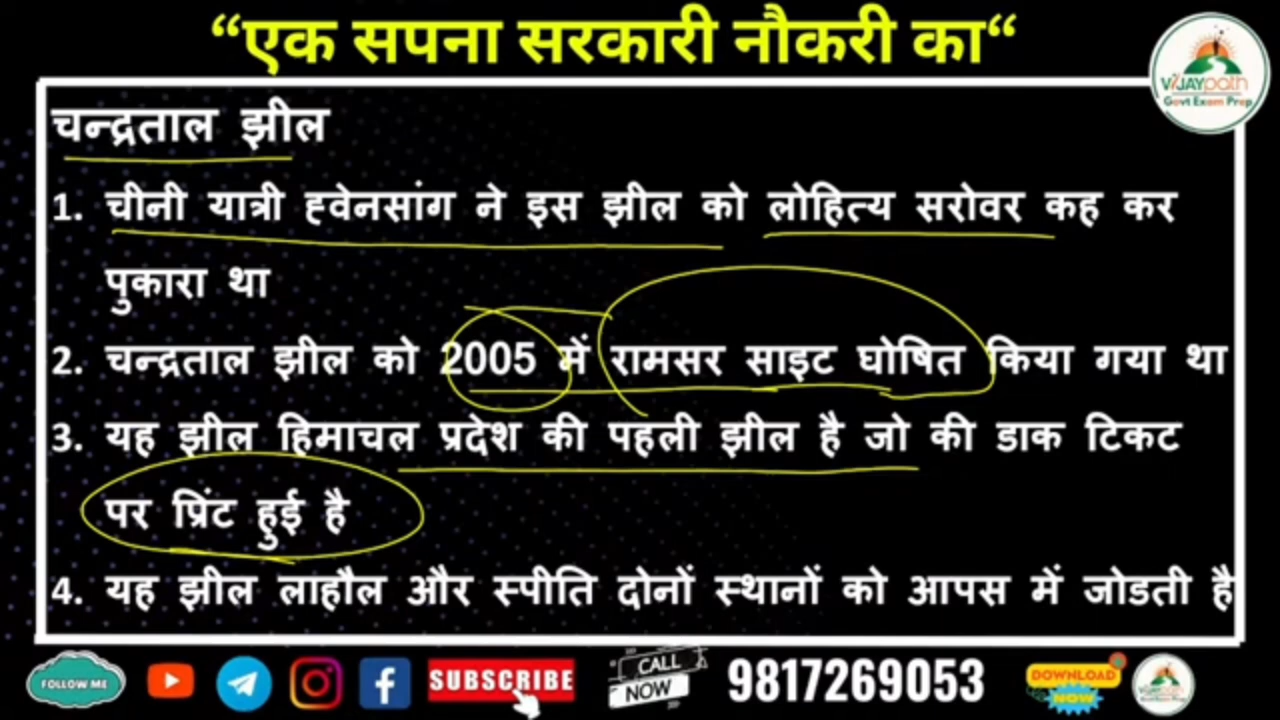 “एक सपना सरकारी नौकरी का“
VIJAYpath
Govt Exam Prep
चन्द्रताल झील
1. चीनी यात्री ह्वेनसांग ने इस झील को लोहित्य सरोवर कह कर
पुकारा था
2. चन्द्रताल झील को 2005 में रामसर साइट घोषित किया गया था
3. यह झील हिमाचल प्रदेश की पहली झील है जो की डाक टिकट
पर प्रिंट हुई है
4. यह झील लाहौल और स्पीति दोनों स्थानों को आपस में जोडती है
FOLLOW ME
SUBSCRIBE
CALL
NOW
9817269053
DOWNLOAD
NOW
VIJAYpath